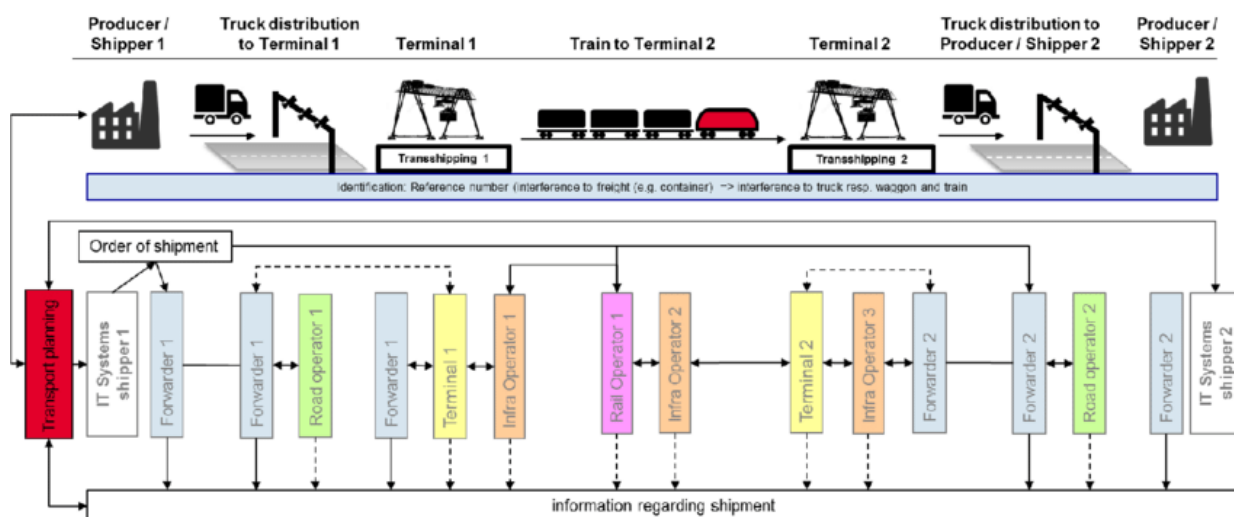 Producer /
Shipper 1
Truck distribution
to Terminal 1
Terminal 1
Train to Terminal 2
Terminal 2
Truck distribution to
Producer / Shipper 2
Producer /
Shipper 2
Transshipping 1
Transshipping 2
Identification: Reference number (interference to freight (e.g. container) => interference to truck resp. waggon and train
Order of shipment
Transport planning
IT Systems
shipper 1
Forwarder 1
Forwarder 1
Road operator 1
Forwarder 1
Terminal 1
Infra Operator 1
Rail Operator 1
Infra Operator 2
Terminal 2
Infra Operator 3
Forwarder 2
Forwarder 2
Road operator 2
Forwarder 2
IT Systems
shipper 2
information regarding shipment